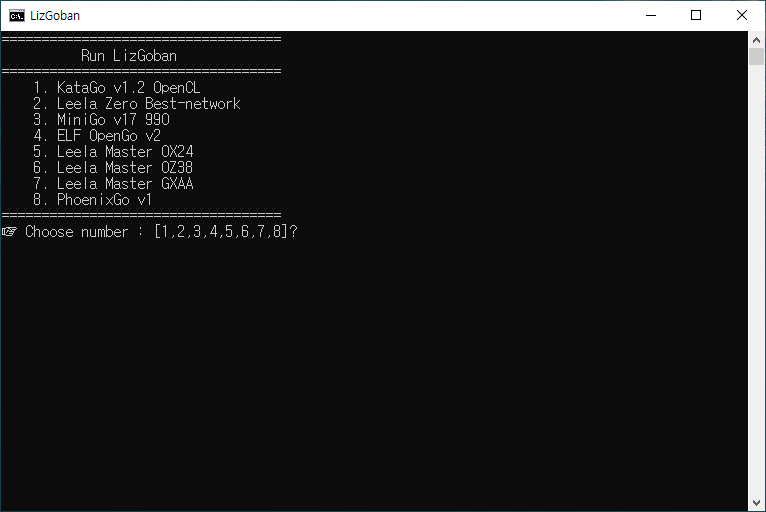 LizGoban
===================================
Run LizGoban
===================================
1. KataGo v1.2 OpenCL
2. Leela Zero Best-network
3. MiniGo v17 990
4. ELF OpenGo v2
5. Leela Master OX24
6. Leela Master OZ38
7. Leela Master GXAA
8. PhoenixGo v1
===================================
☞ Choose number : [1,2,3,4,5,6,7,8]?